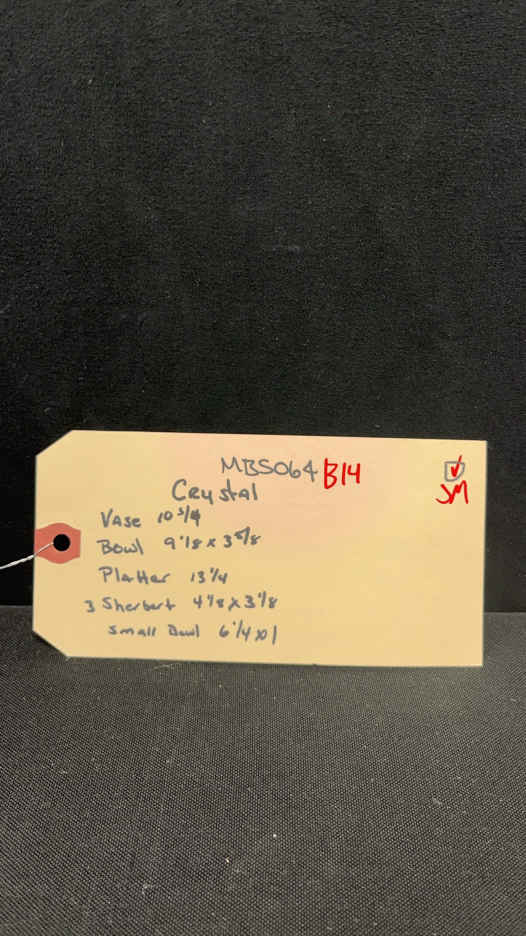 MBS064 B14
JM
Crystal
Vase 10 3/4
Bowl 9 1/8 x 3 5/8
Platter 13 1/4
3 Sherbert 4 1/8 x 3 1/8
Small Bowl 6 1/4 x 1